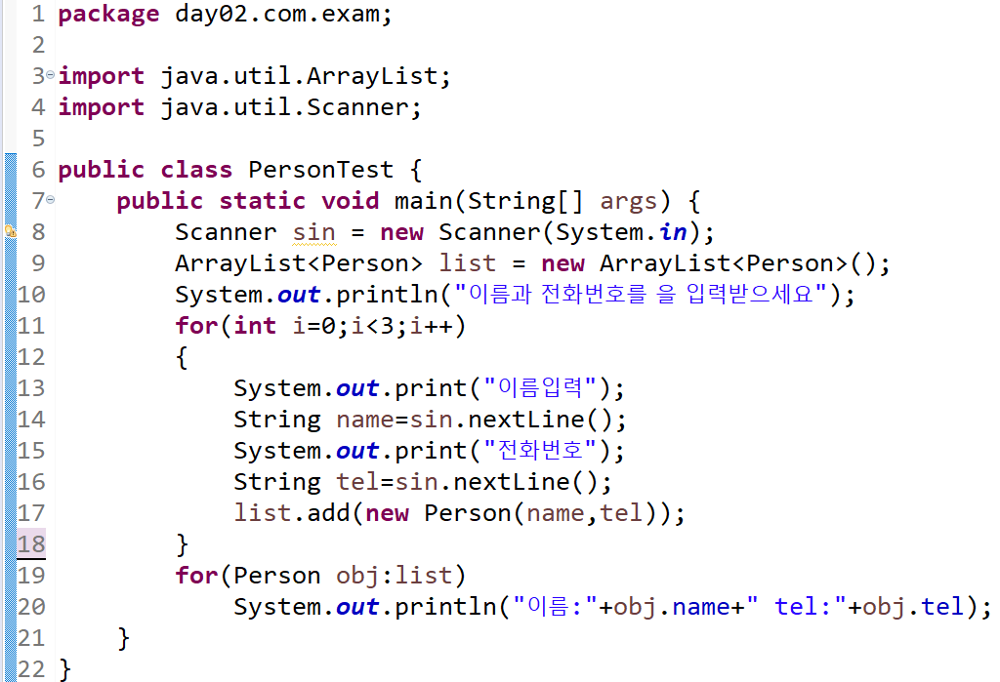 1 package day02.com.exam;
2
3 import java.util.ArrayList;
4 import java.util.Scanner;
5
6 public class PersonTest {
7     public static void main(String[] args) {
8         Scanner sin = new Scanner(System.in);
9         ArrayList<Person> list = new ArrayList<Person>();
10         System.out.println("이름과 전화번호를 을 입력받으세요");
11         for(int i=0;i<3;i++)
12         {
13             System.out.print("이름입력");
14             String name=sin.nextLine();
15             System.out.print("전화번호");
16             String tel=sin.nextLine();
17             list.add(new Person(name,tel));
18         }
19         for(Person obj:list)
20             System.out.println("이름:"+obj.name+" tel:"+obj.tel);
21     }
22 }